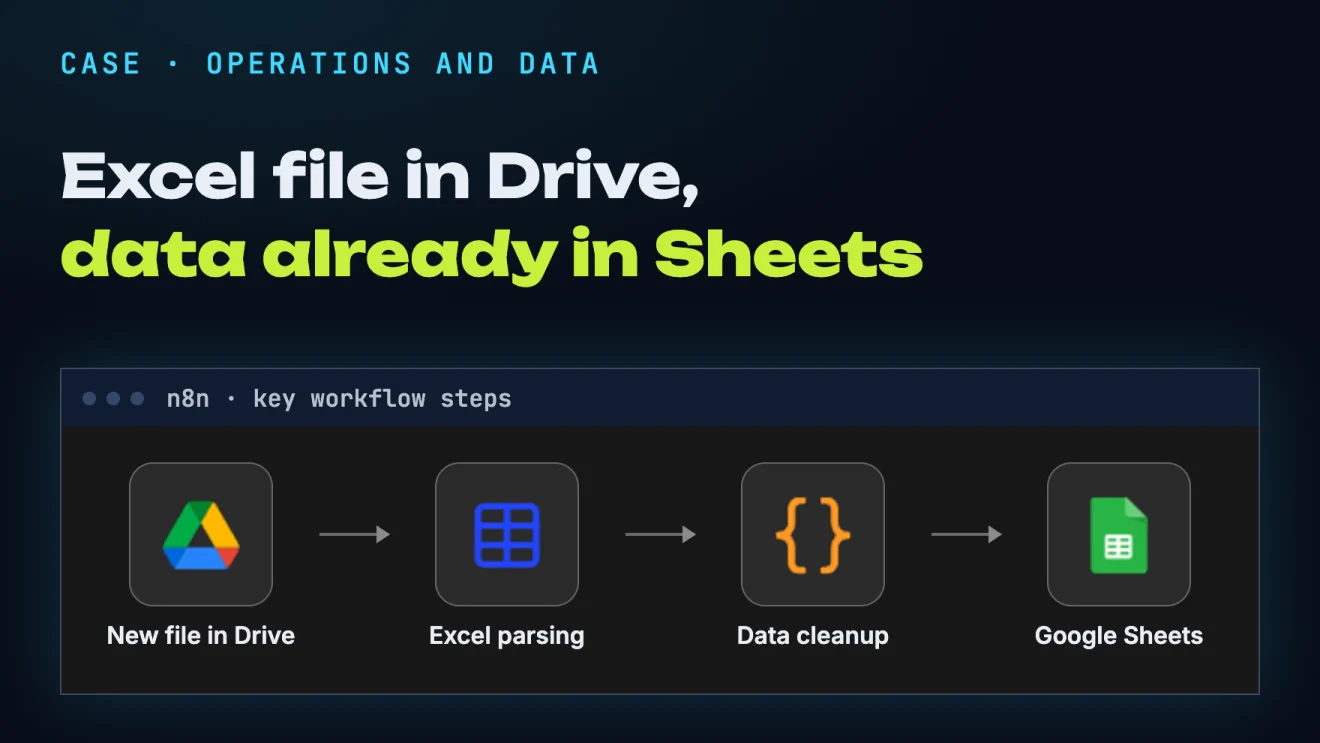 CASE · OPERATIONS AND DATA
Excel file in Drive,
data already in Sheets
n8n · key workflow steps
New file in Drive
Excel parsing
Data cleanup
Google Sheets